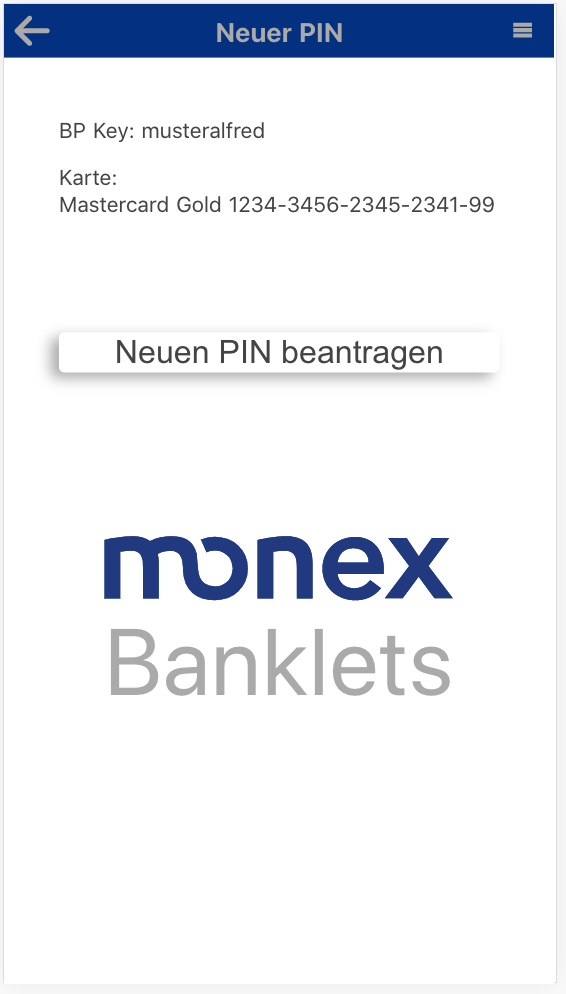 Neuer PIN
BP Key: musteralfred
Karte:
Mastercard Gold 1234-3456-2345-2341-99
Neuen PIN beantragen
monex
Banklets